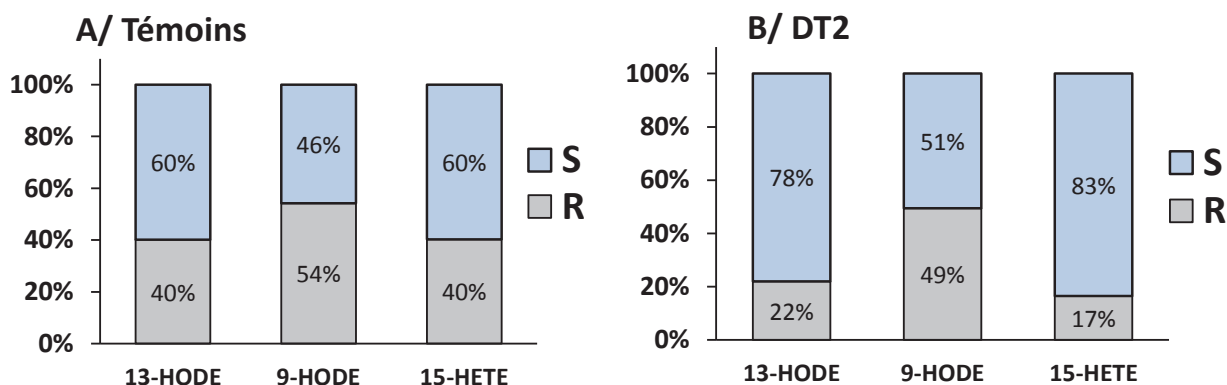 A/ Témoins
100%
80%
60%
40%
20%
0%
60%
46%
60%
40%
54%
40%
13-HODE
9-HODE
15-HETE
S
R
B/ DT2
100%
80%
60%
40%
20%
0%
78%
51%
83%
22%
49%
17%
13-HODE
9-HODE
15-HETE
S
R